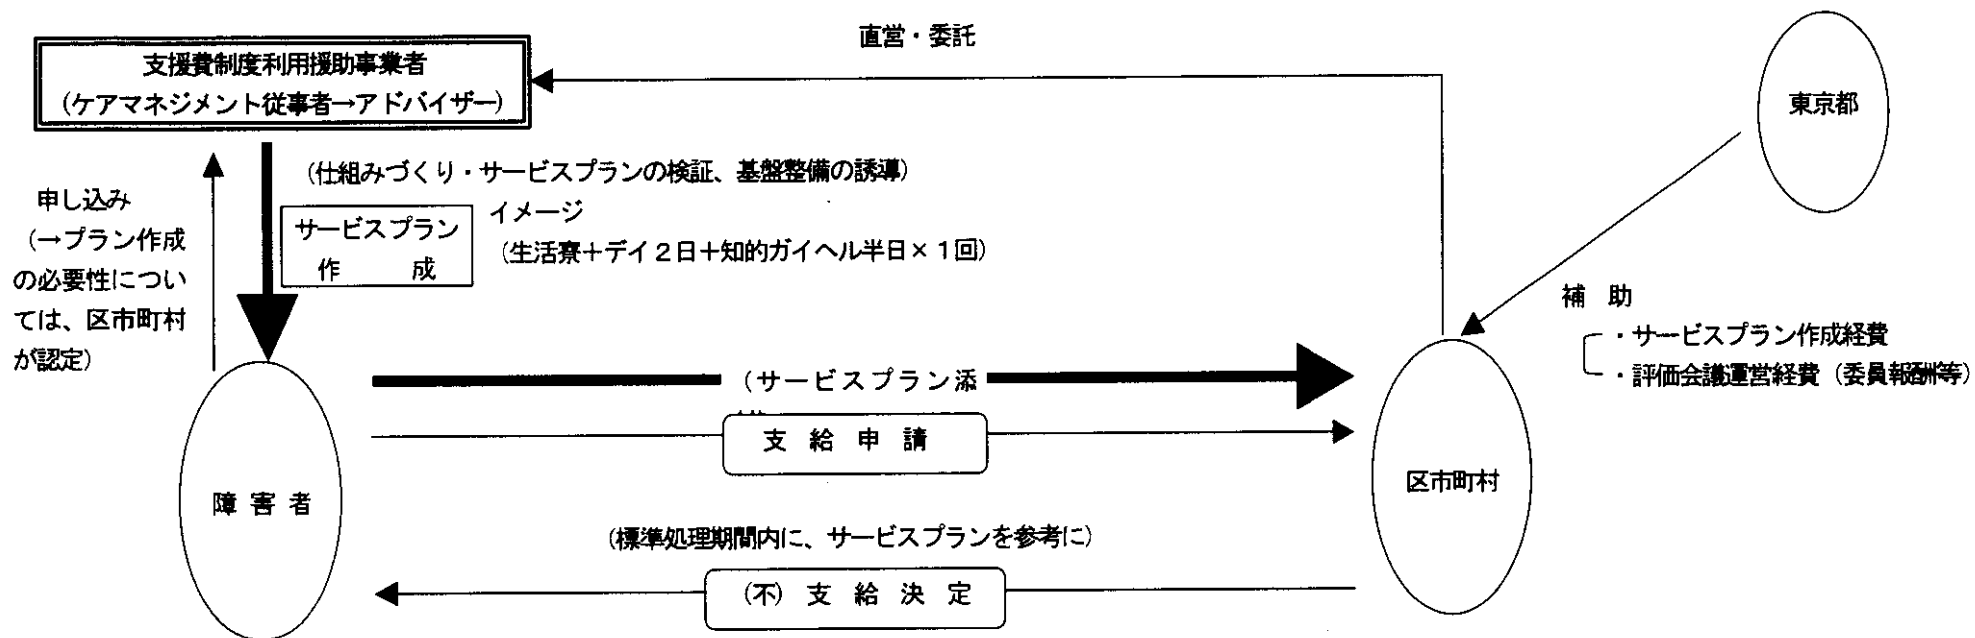 直営・委託
支援費制度利用援助事業者
(ケアマネジメント従事者→アドバイザー)
東京都
(仕組みづくり・サービスプランの検証、基盤整備の誘導)
申し込み
(→プラン作成
の必要性につい
ては、区市町村
が認定)
サービスプラン
作 成
イメージ
(生活寮+デイ2日+知的ガイヘル半日×1回)
補 助
・サービスプラン作成経費
・評価会議運営経費(委員報酬等)
(サービスプラン添
支 給 申 請
障 害 者
区市町村
(標準処理期間内に、サービスプランを参考に)
(不) 支 給 決 定